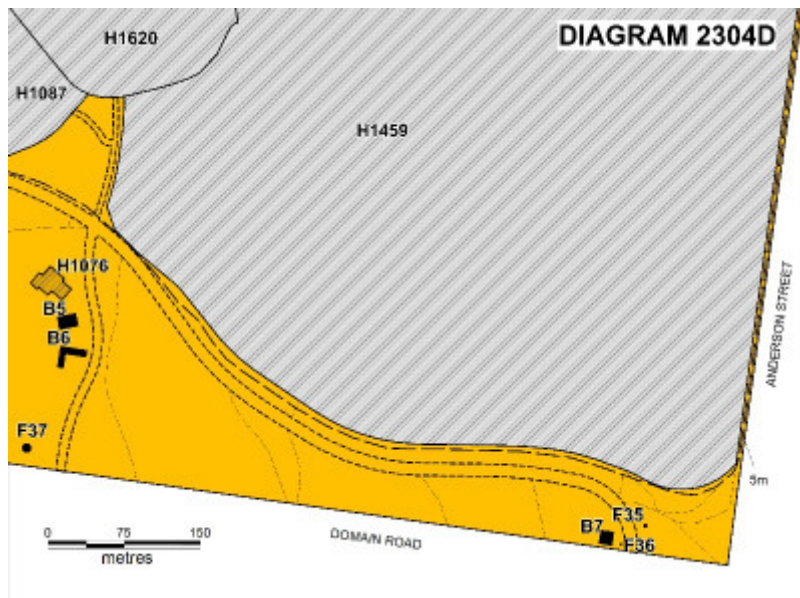 DIAGRAM 2304D
H1620
H1087
H1459
H1076
B5
B6
F37
ANDERSON STREET
5m
F35
B7
F36
DOMAIN ROAD
0 75 150
metres